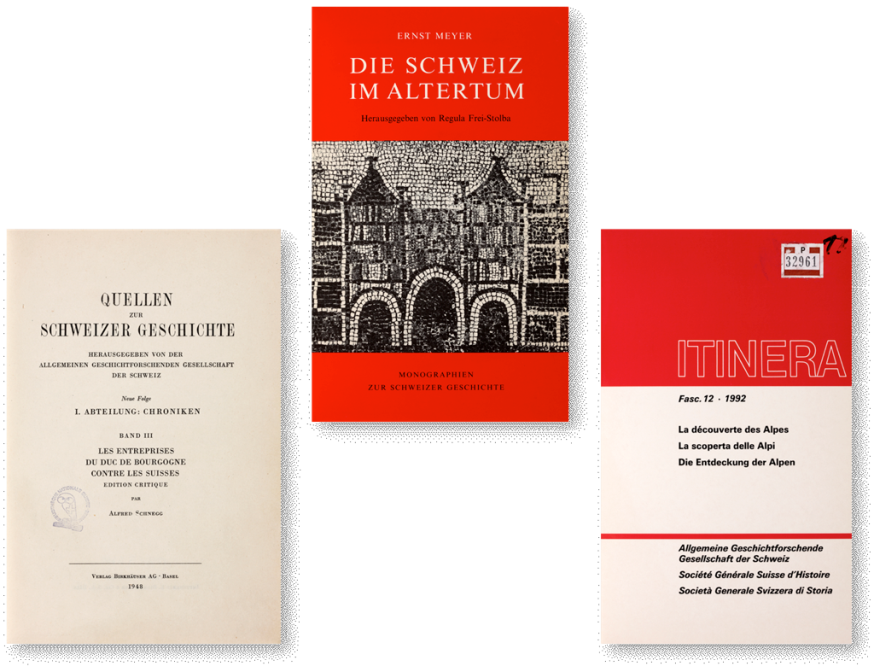 QUELLEN
ZUR
SCHWEIZER GESCHICHTE
HERAUSGEGEBEN VON DER
ALLGEMEINEN GESCHICHTFORSCHENDEN GESELLSCHAFT
DER SCHWEIZ
Neue Folge
I. ABTEILUNG: CHRONIKEN
BAND III
LES ENTREPRISES
DU DUC DE BOURGOGNE
CONTRE LES SUISSES
EDITION CRITIQUE
PAR
ALFRED SCHNEGG
VERLAG BIRKHÄUSER AG · BASEL
1948
ERNST MEYER
DIE SCHWEIZ
IM ALTERTUM
Herausgegeben von Regula Frei-Stolba
MONOGRAPHIEN
ZUR SCHWEIZER GESCHICHTE
P
32961
ITINERA
Fasc. 12 · 1992
La découverte des Alpes
La scoperta delle Alpi
Die Entdeckung der Alpen
Allgemeine Geschichtforschende
Gesellschaft der Schweiz
Société Générale Suisse d'Histoire
Società Generale Svizzera di Storia